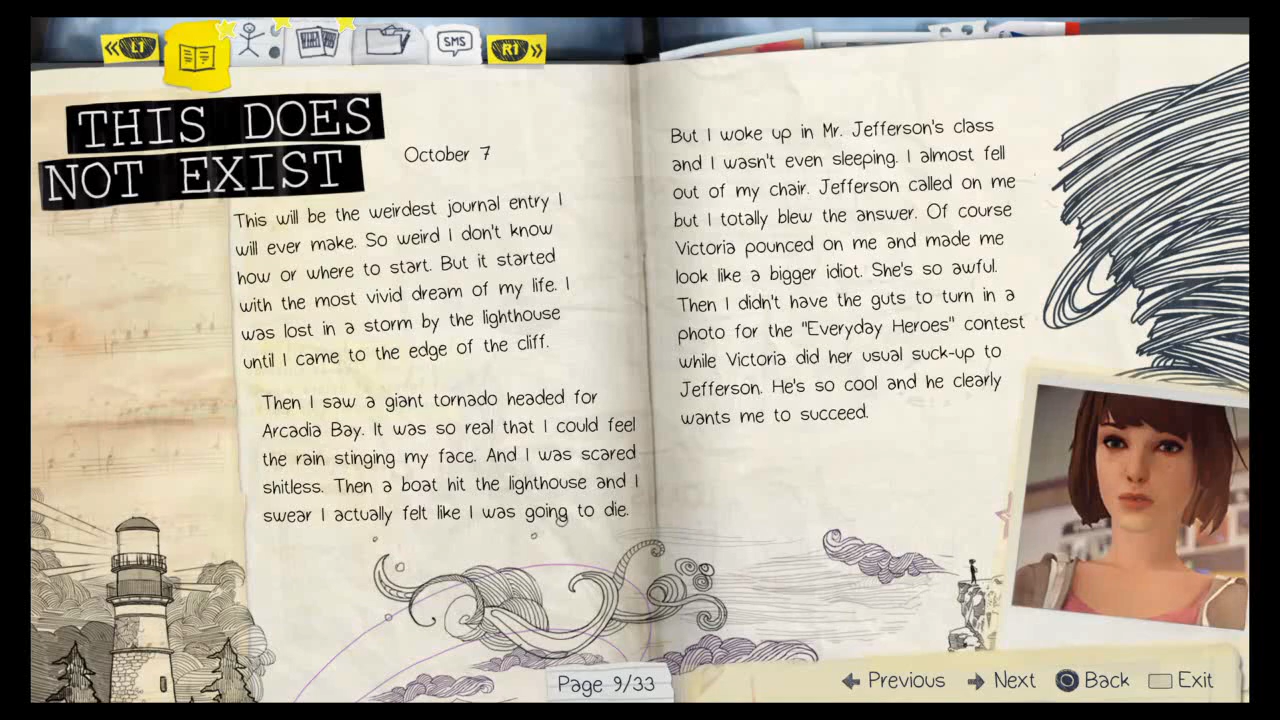 L1
SMS
R1
THIS DOES
NOT EXIST
October 7
This will be the weirdest journal entry I
will ever make. So weird I don't know
how or where to start. But it started
with the most vivid dream of my life. I
was lost in a storm by the lighthouse
until I came to the edge of the cliff.
Then I saw a giant tornado headed for
Arcadia Bay. It was so real that I could feel
the rain stinging my face. And I was scared
shitless. Then a boat hit the lighthouse and I
swear I actually felt like I was going to die.
But I woke up in Mr. Jefferson's class
and I wasn't even sleeping. I almost fell
out of my chair. Jefferson called on me
but I totally blew the answer. Of course
Victoria pounced on me and made me
look like a bigger idiot. She's so awful.
Then I didn't have the guts to turn in a
photo for the "Everyday Heroes" contest
while Victoria did her usual suck-up to
Jefferson. He's so cool and he clearly
wants me to succeed.
Page 9/33
Previous
Next
Back
Exit